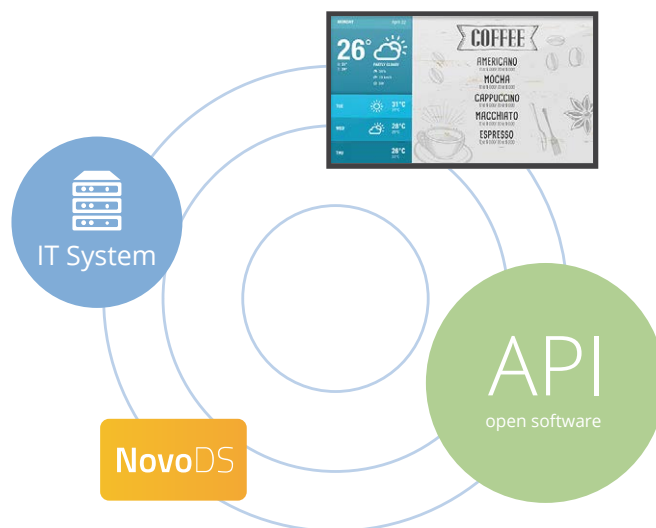 MONDAY
26°
PARTLY CLOUDY
TUE
31°C
WED
28°C
THU
26°C
COFFEE
AMERICANO
MOCHA
CAPPUCCINO
MACCHIATO
ESPRESSO
IT System
API
open software
NovoDS